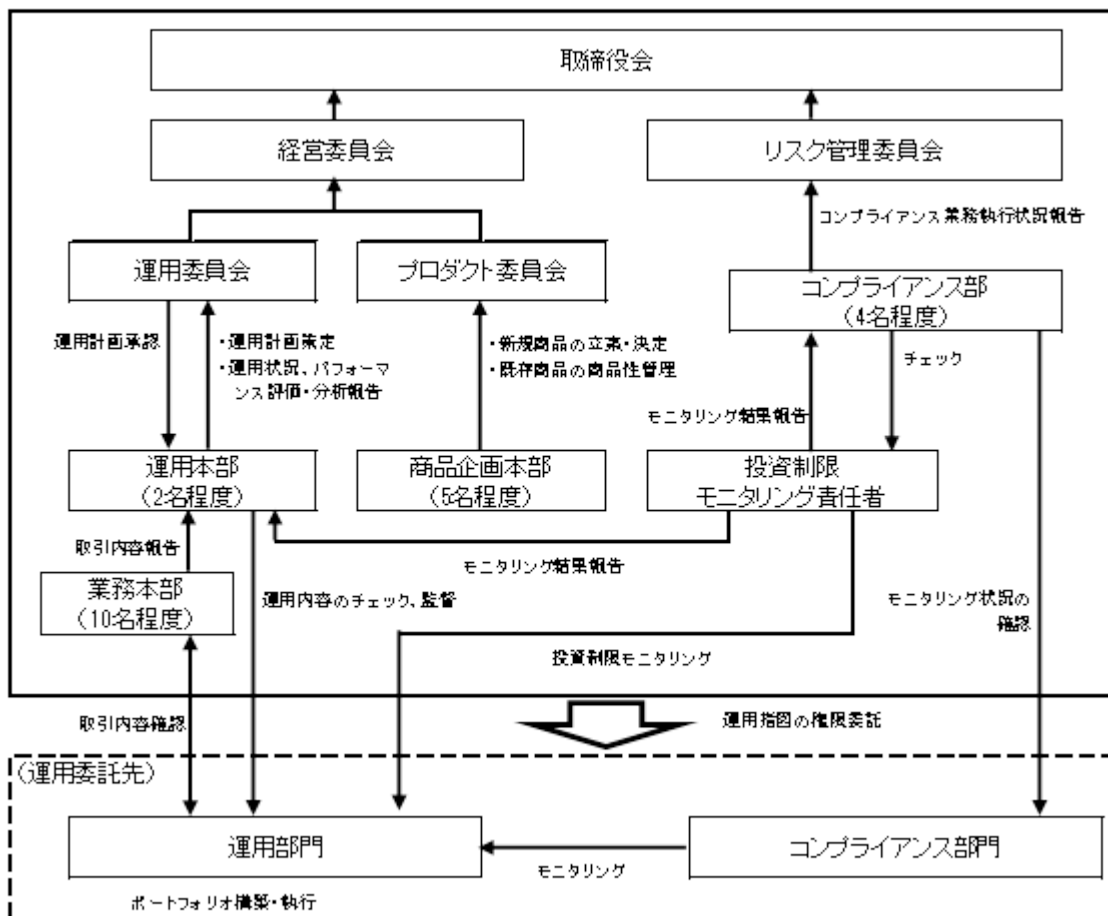 取締役会
経営委員会
リスク管理委員会
コンプライアンス業務執行状況報告
運用委員会
プロダクト委員会
コンプライアンス部
(4名程度)
運用計画承認
・運用計画策定
・運用状況、パフォーマ
ンス評価・分析報告
・新規商品の立案・決定
・既存商品の商品性管理
チェック
モニタリング結果報告
運用本部
(2名程度)
商品企画本部
(5名程度)
投資制限
モニタリング責任者
取引内容報告
モニタリング結果報告
業務本部
(10名程度)
運用内容のチェック、監督
モニタリング状況の
確認
投資制限モニタリング
取引内容確認
運用指図の権限委託
(運用委託先)
運用部門
コンプライアンス部門
モニタリング
ポートフォリオ構築・執行